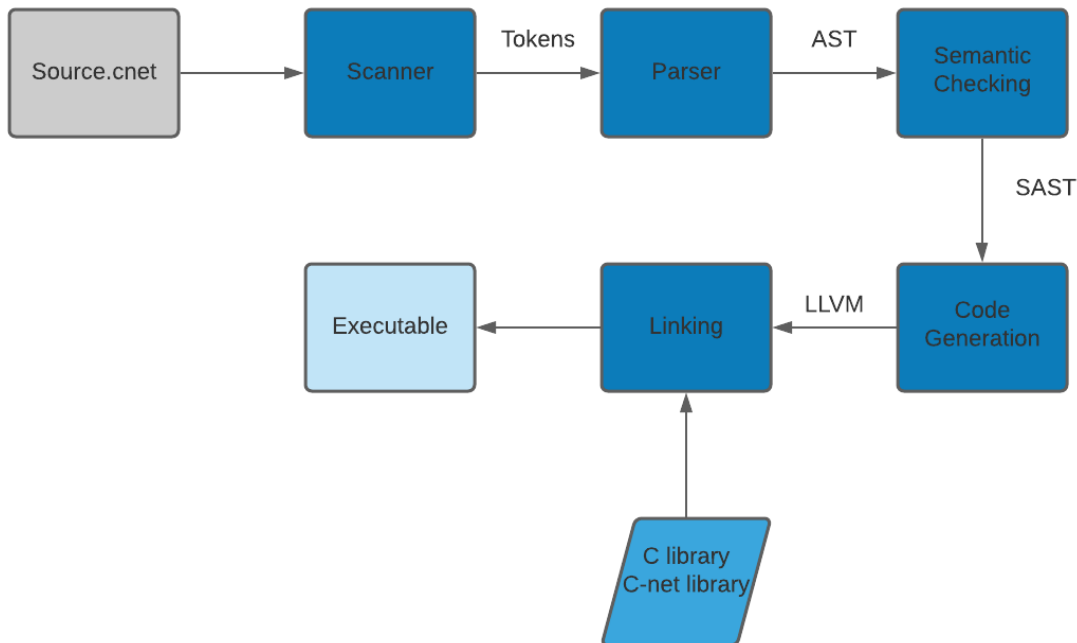 Source.cnet
Scanner
Tokens
Parser
AST
Semantic
Checking
SAST
Executable
Linking
LLVM
Code
Generation
C library
C-net library